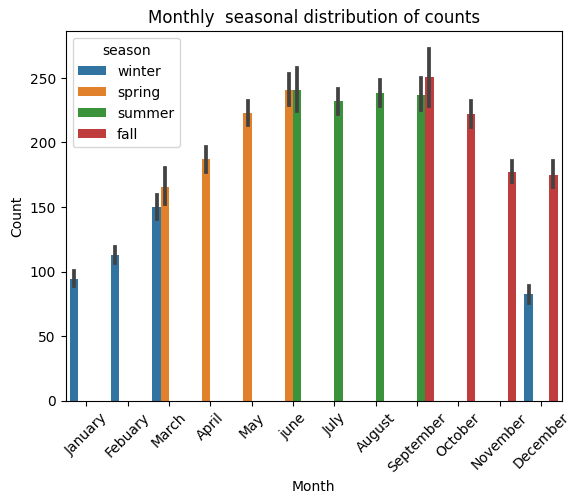 Monthly  seasonal distribution of counts
season
winter
spring
summer
fall
Count
250
200
150
100
50
0
January
Febuary
March
April
May
june
July
August
September
October
November
December
Month